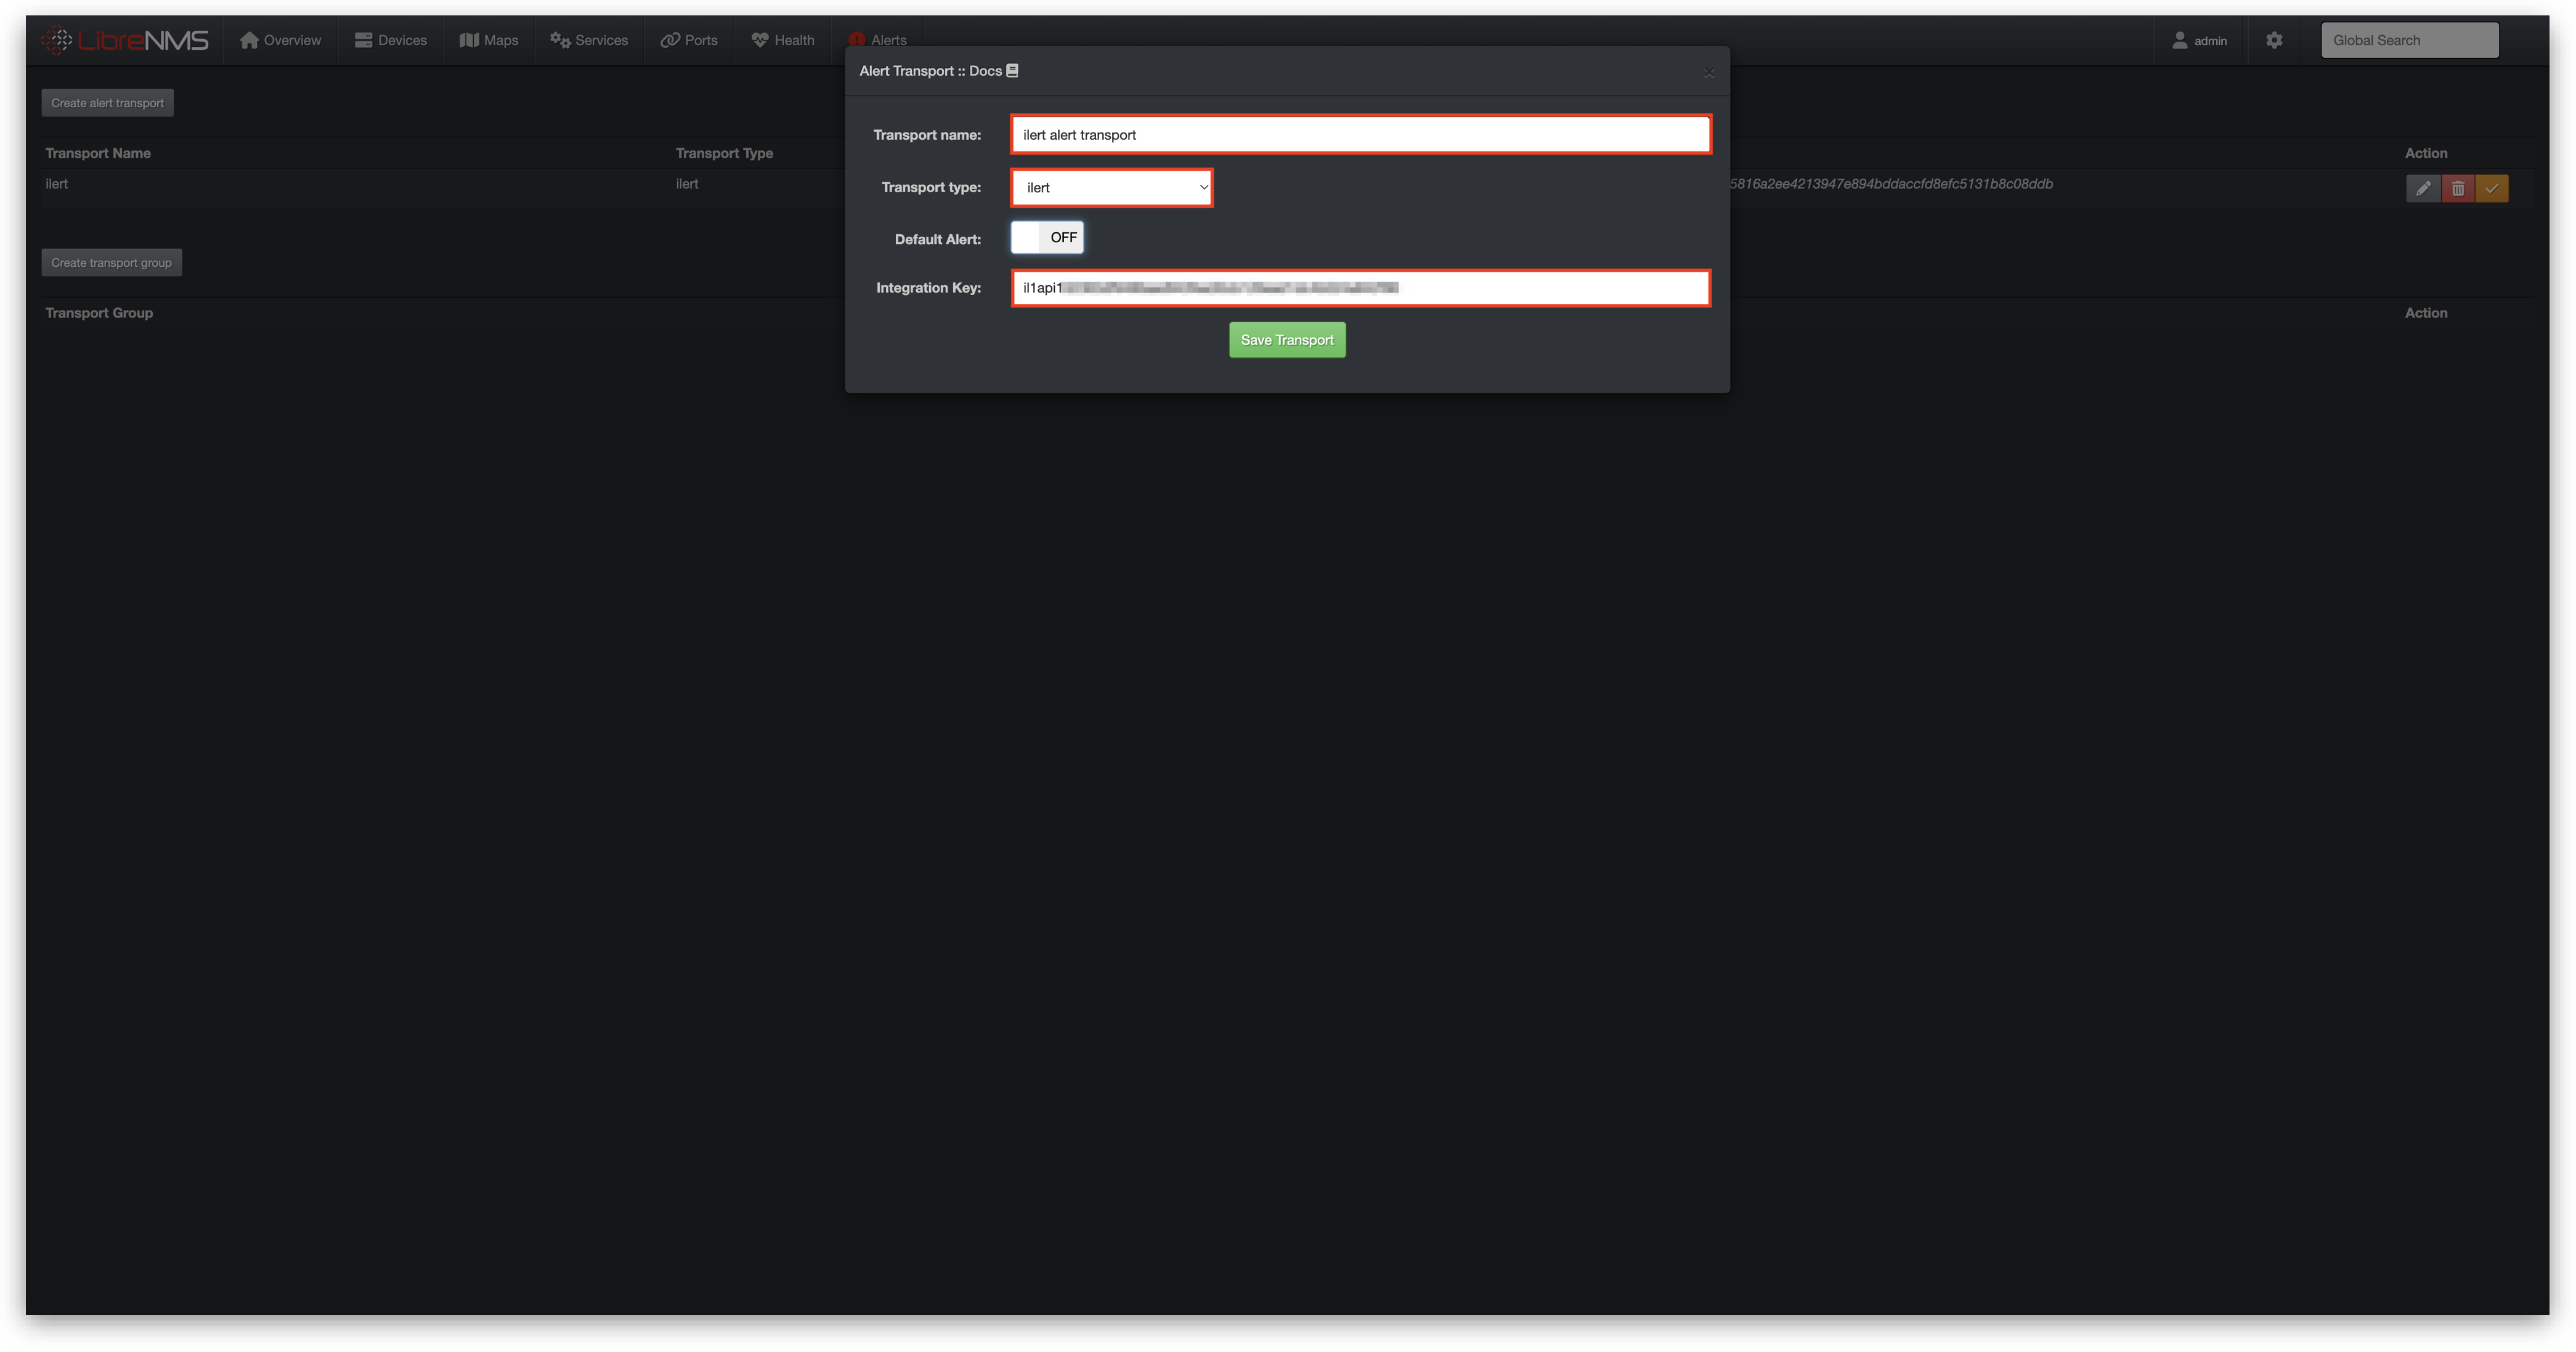 LibreNMS Overview Devices Maps Services Ports Health Alerts admin Global Search
Alert Transport :: Docs
Create alert transport
Transport name: ilert alert transport
Transport Name Transport Type Action
ilert ilert 5816a2ee4213947e894bddaccfd8efc5131b8c08ddb
Transport type: ilert
Default Alert: OFF
Create transport group
Integration Key: il1api1
Transport Group Action
Save Transport